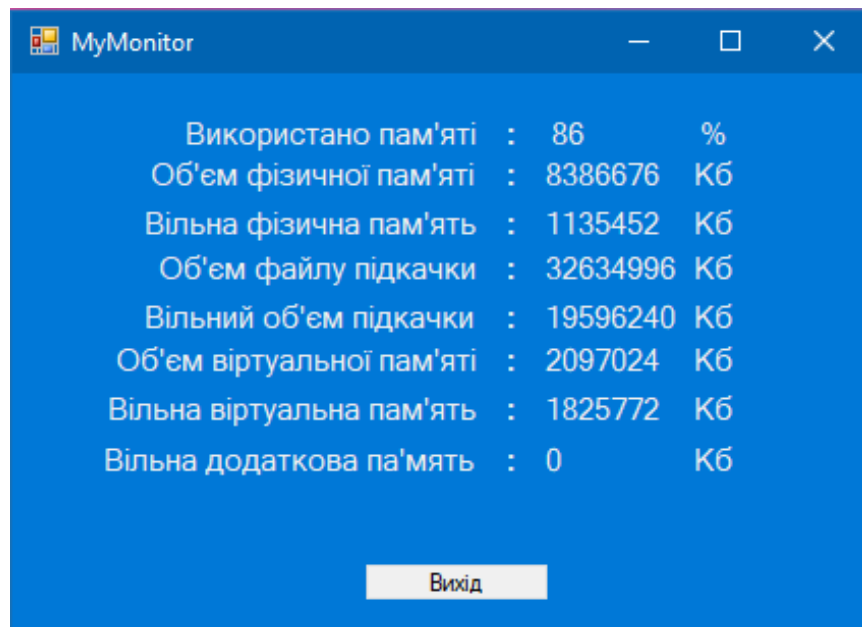 MyMonitor
Використано пам'яті : 86 %
Об'єм фізичної пам'яті : 8386676 Кб
Вільна фізична пам'ять : 1135452 Кб
Об'єм файлу підкачки : 32634996 Кб
Вільний об'єм підкачки : 19596240 Кб
Об'єм віртуальної пам'яті : 2097024 Кб
Вільна віртуальна пам'ять : 1825772 Кб
Вільна додаткова па'мять : 0 Кб
Вихід